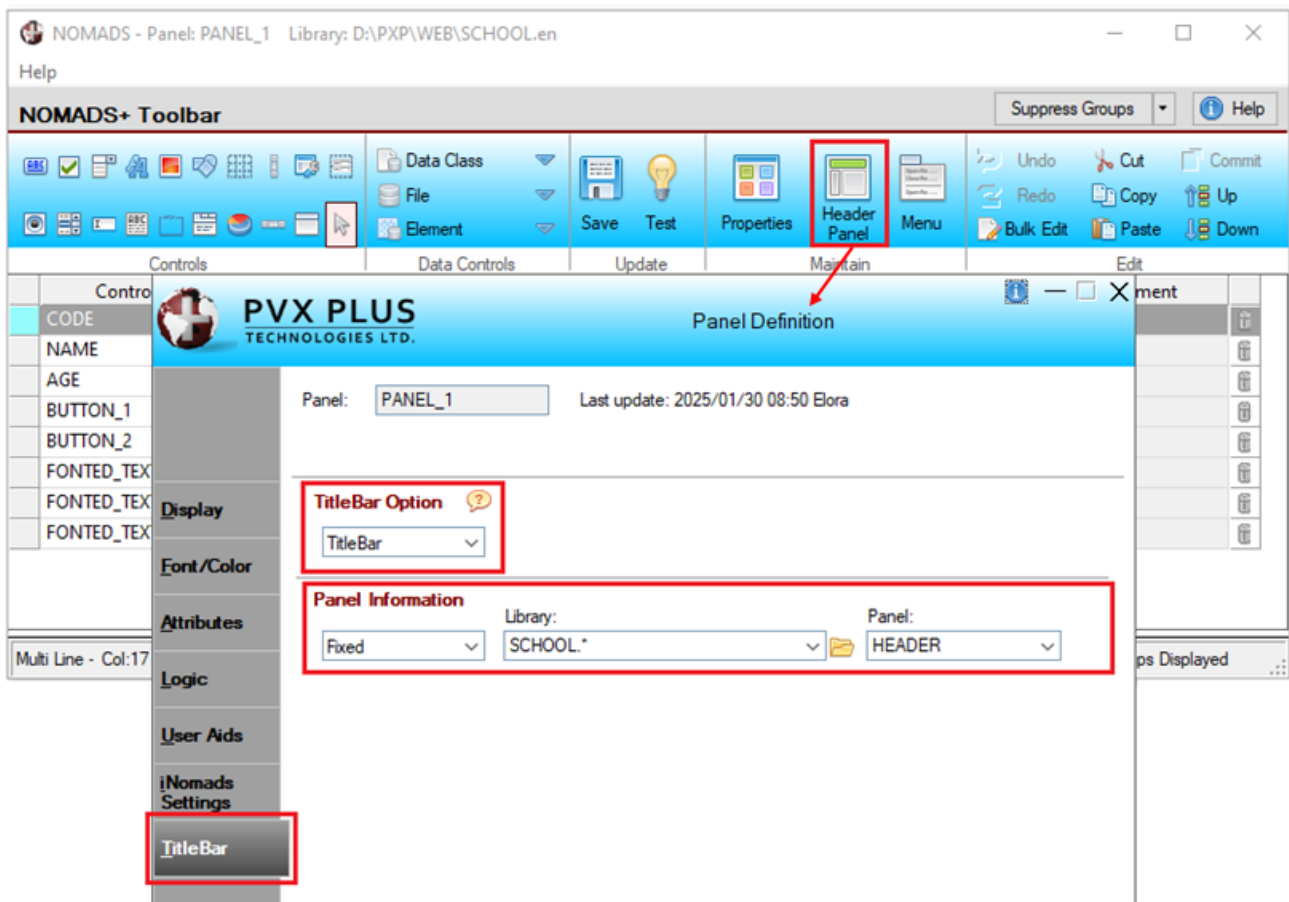 NOMADS - Panel: PANEL_1 Library: D:\PXP\WEB\SCHOOL.en
Help
NOMADS+ Toolbar
Suppress Groups
Help
Data Class
File
Element
Save
Test
Properties
Header
Panel
Menu
Undo
Cut
Commit
Redo
Copy
Up
Bulk Edit
Paste
Down
Controls
Data Controls
Update
Maintain
Edit
Contro
ment
CODE
NAME
AGE
BUTTON_1
BUTTON_2
FONTED_TEX
FONTED_TEX
FONTED_TEX
PVX PLUS
TECHNOLOGIES LTD.
Panel Definition
Panel: PANEL_1 Last update: 2025/01/30 08:50 Elora
Display
Font/Color
Attributes
Logic
User Aids
iNomads
Settings
TitleBar
TitleBar Option
TitleBar
Panel Information
Library:
Panel:
Fixed
SCHOOL.*
HEADER
Multi Line - Col:17
ps Displayed